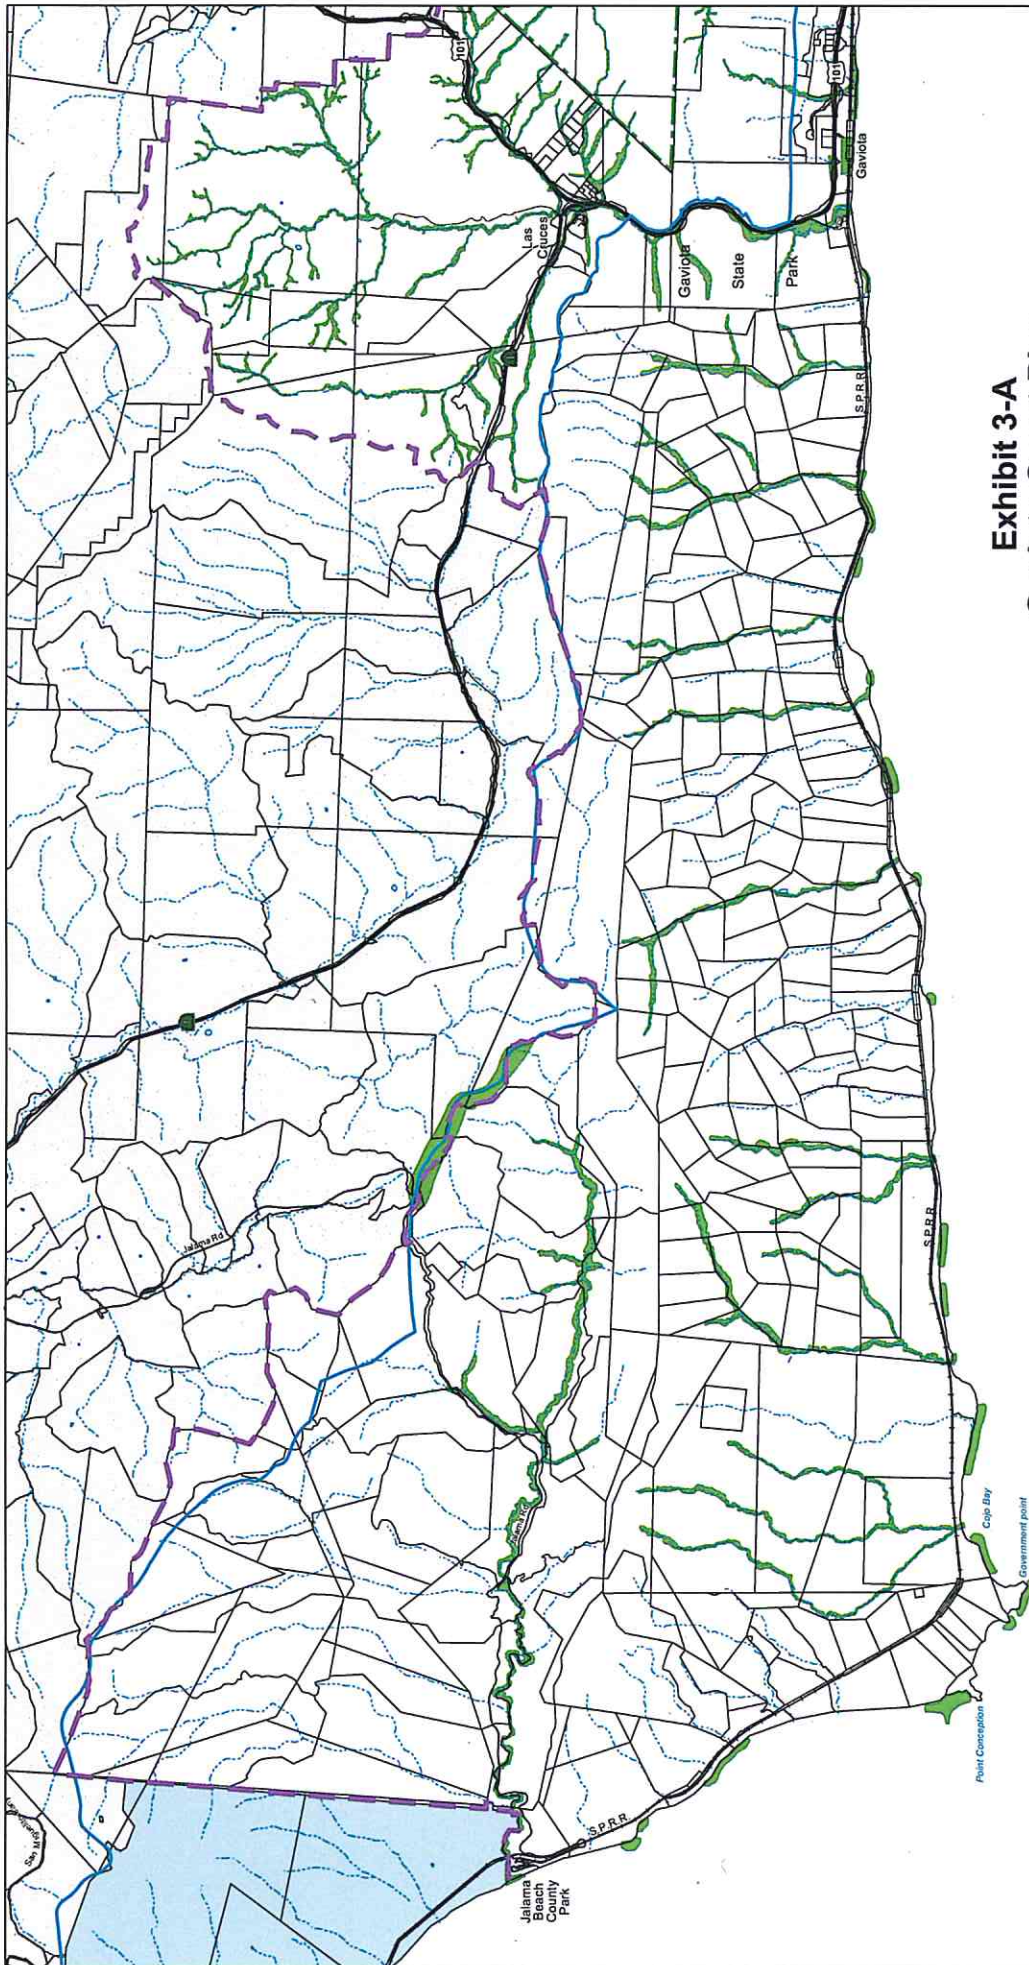 101
101
Gaviota
Las
Cruces
Gaviota
State
Park
S.P.R.R
Jalama Rd
S.P.R.R
Jalama Rd
Cojo Bay
Government point
Point Conception
S.P.R.R
Jalama
Beach
County
Park
Exhibit 3-A